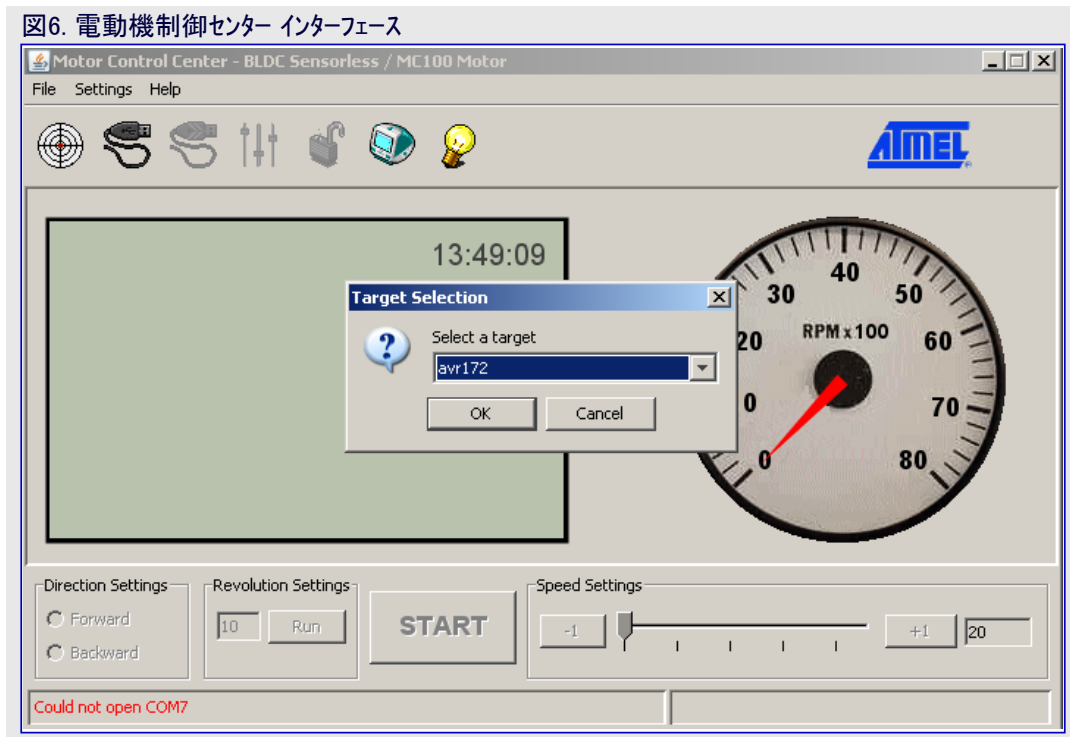 図6. 電動機制御センター インターフェース
Motor Control Center - BLDC Sensorless / MC100 Motor
File Settings Help
ATMEL
13:49:09
Target Selection
Select a target
avr172
OK Cancel
0
0
20
30
40
50
60
70
80
RPM x 100
Direction Settings
Forward
Backward
Revolution Settings
10 Run
START
Speed Settings
-1 +1 20
Could not open COM7